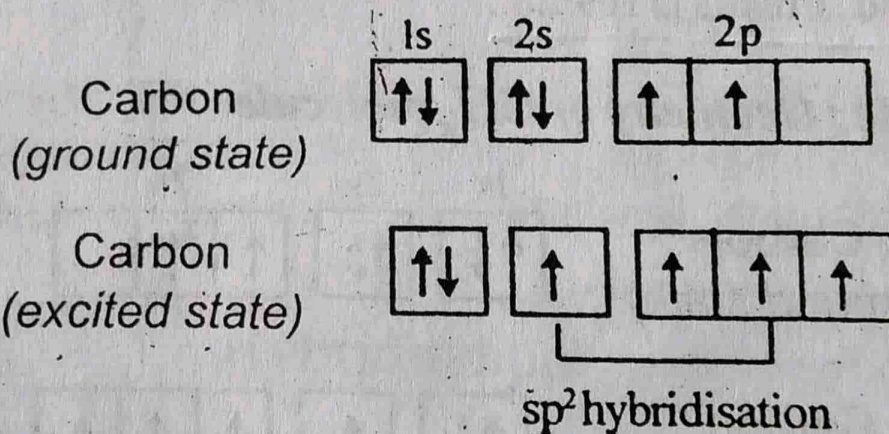 1s 2s 2p
Carbon ↑↓ ↑↓ ↑ ↑
(ground state)
Carbon ↑↓ ↑ ↑ ↑ ↑
(excited state)
sp² hybridisation